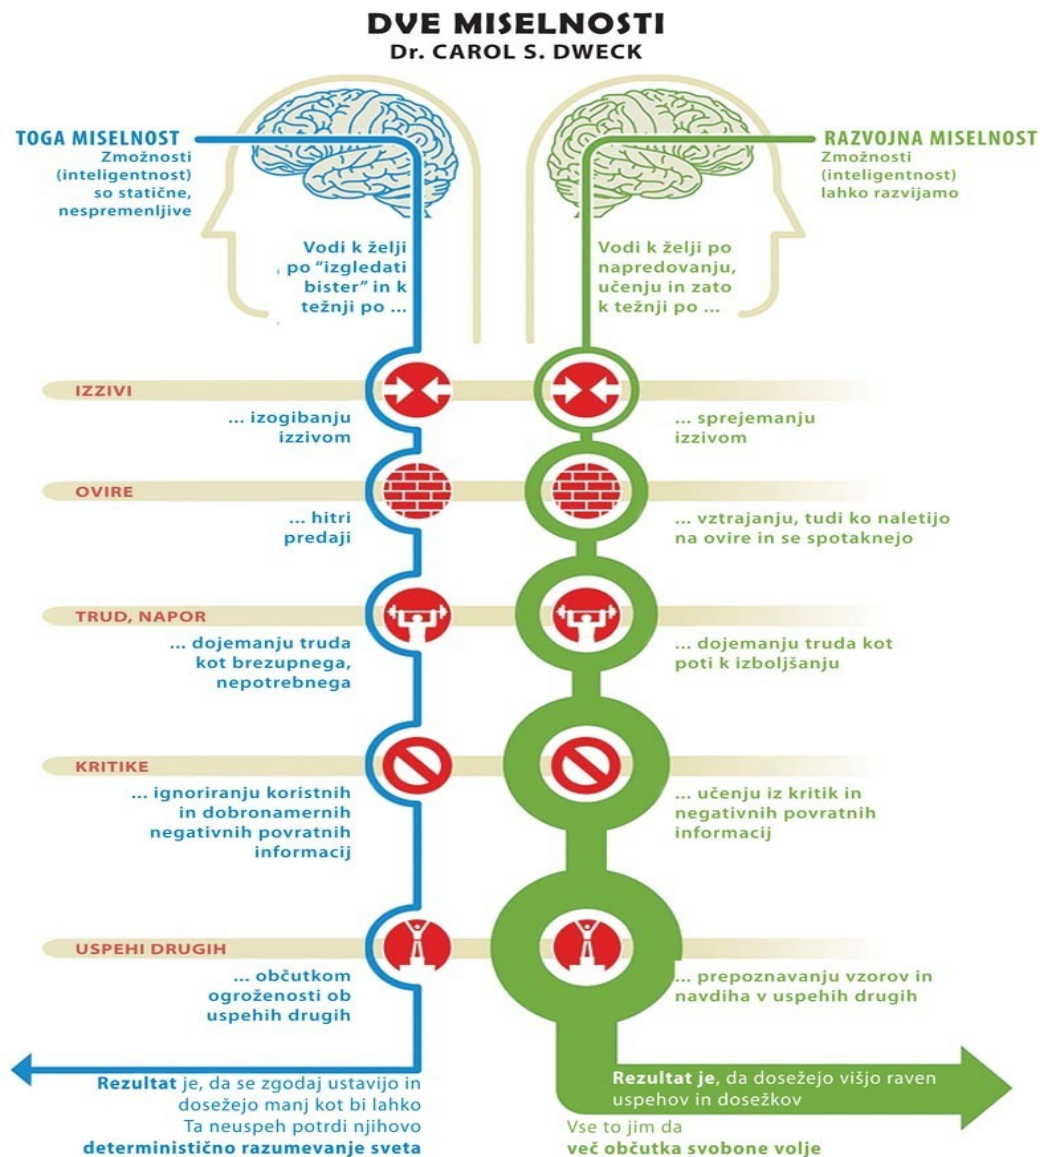 DVE MISELNOSTI
Dr. CAROL S. DWECK
TOGA MISELNOST
Zmožnosti
(inteligentnost)
so statične,
nespremenljive
RAZVOJNA MISELNOST
Zmožnosti
(inteligentnost)
lahko razvijamo
Vodi k želji
po "izgledati
bister" in k
težnji po ...
Vodi k želji po
napredovanju,
učenju in zato
k težnji po ...
IZZIVI
... izogibanju
izzivom
... sprejemanju
izzivom
OVIRE
... hitri
predaji
... vztrajanju, tudi ko naletijo
na ovire in se spotaknejo
TRUD, NAPOR
... dojemanju truda
kot brezupnega,
nepotrebnega
... dojemanju truda kot
poti k izboljšanju
KRITIKE
... ignoriranju koristnih
in dobronamernih
negativnih povratnih
informacij
... učenju iz kritik in
negativnih povratnih
informacij
USPEHI DRUGIH
... občutkom
ogroženosti ob
uspehih drugih
... prepoznavanju vzorov in
navdiha v uspehih drugih
Rezultat je, da se zgodaj ustavijo in
dosežejo manj kot bi lahko
Ta neuspeh potrdi njihovo
deterministično razumevanje sveta
Rezultat je, da dosežejo višjo raven
uspehov in dosežkov
Vse to jim da
več občutka svobone volje